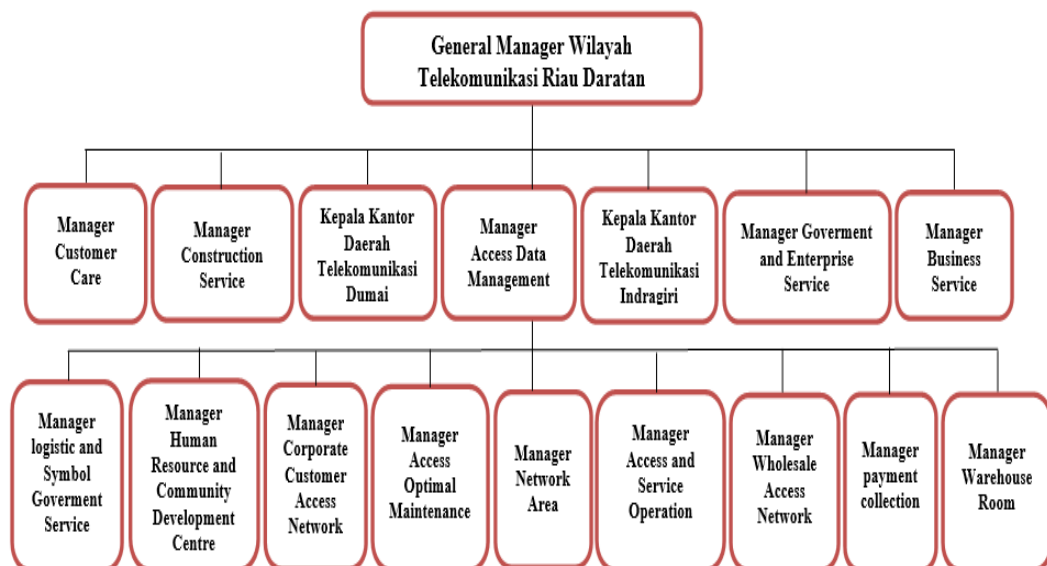 General Manager Wilayah
Telekomunikasi Riau Daratan
Manager
Customer
Care
Manager
Construction
Service
Kepala Kantor
Daerah
Telekomunikasi
Dumai
Manager
Access Data
Management
Kepala Kantor
Daerah
Telekomunikasi
Indragiri
Manager Goverment
and Enterprise
Service
Manager
Business
Service
Manager
logistic and
Symbol
Goverment
Service
Manager
Human
Resource and
Community
Development
Centre
Manager
Corporate
Customer
Access
Network
Manager
Access
Optimal
Maintenance
Manager
Network
Area
Manager
Access and
Service
Operation
Manager
Wholesale
Access
Network
Manager
payment
collection
Manager
Warehouse
Room